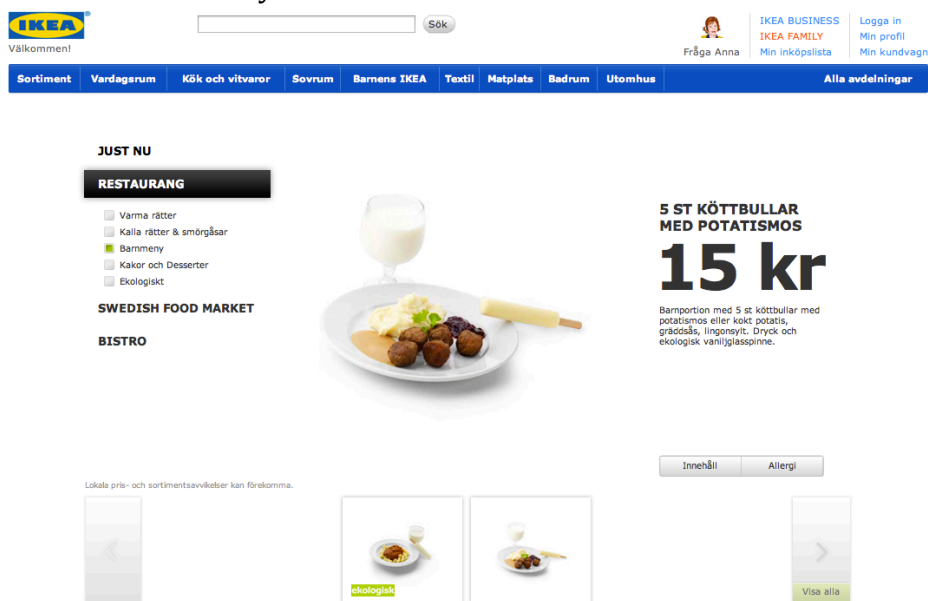 IKEA
Välkommen!
Sök
Fråga Anna
IKEA BUSINESS
IKEA FAMILY
Min inköpslista
Logga in
Min profil
Min kundvagn
Sortiment Vardagsrum Kök och vitvaror Sovrum Barnens IKEA Textil Matplats Badrum Utomhus Alla avdelningar
JUST NU
RESTAURANG
Varma rätter
Kalla rätter & smörgåsar
Barnmeny
Kakor och Desserter
Ekologiskt
SWEDISH FOOD MARKET
BISTRO
5 ST KÖTTBULLAR
MED POTATISMOS
15 kr
Barnportion med 5 st köttbullar med
potatismos eller kokt potatis,
gräddsås, lingonsylt. Dryck och
ekologisk vaniljglasspinne.
Innehåll Allergi
Lokala pris- och sortimentsavvikelser kan förekomma.
ekologisk
Visa alla